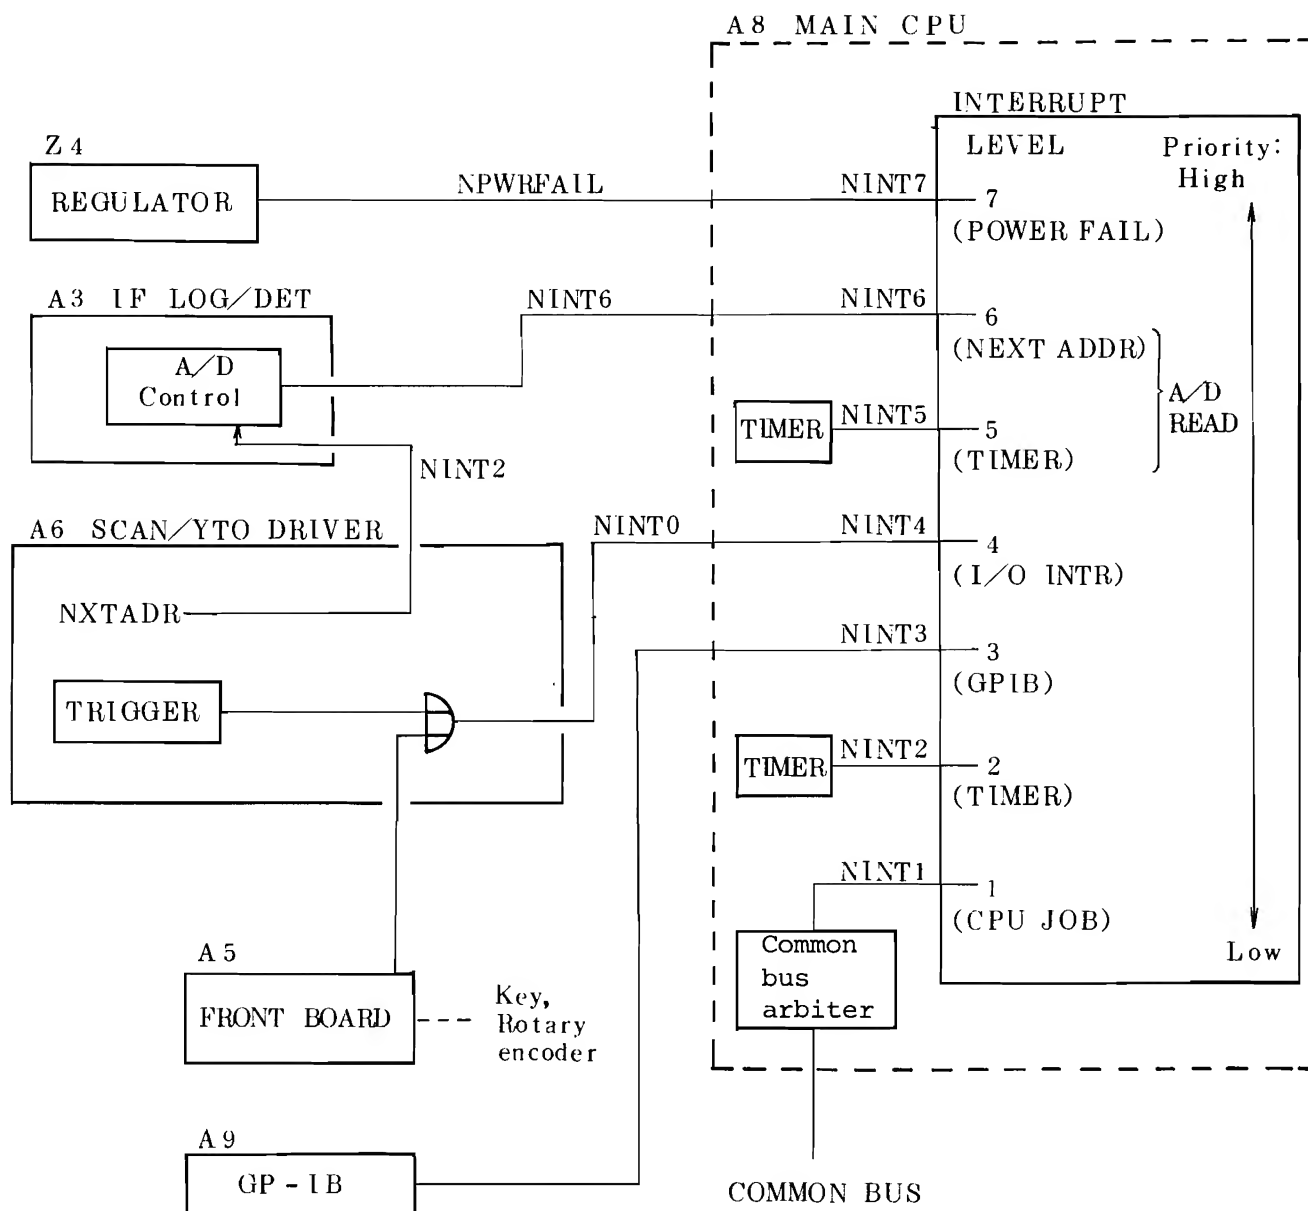 A8 MAIN CPU
INTERRUPT
LEVEL
Priority:
High
Z4
REGULATOR
NPWRFAIL
NINT7
7
(POWER FAIL)
A3 IF LOG/DET
A/D
Control
NINT6
NINT6
6
(NEXT ADDR)
A/D
READ
TIMER
NINT5
5
(TIMER)
NINT2
A6 SCAN/YTO DRIVER
NINT0
NINT4
4
(I/O INTR)
NXTADR
NINT3
3
(GPIB)
TRIGGER
TIMER
NINT2
2
(TIMER)
NINT1
1
(CPU JOB)
Low
Common
bus
arbiter
A5
FRONT BOARD
Key,
Rotary
encoder
A9
GP-IB
COMMON BUS